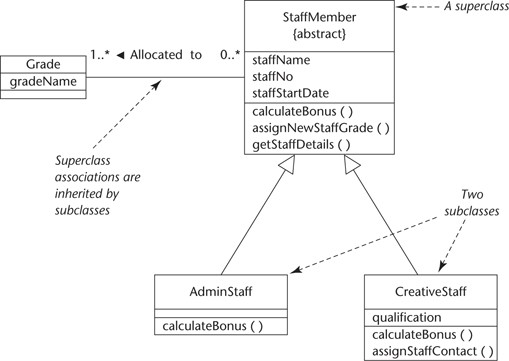 StaffMember
{abstract}
A superclass
1..* ◄ Allocated to 0..*
Grade
gradeName
staffName
staffNo
staffStartDate
calculateBonus ( )
assignNewStaffGrade ( )
getStaffDetails ( )
Superclass
associations are
inherited by
subclasses
Two
subclasses
AdminStaff
calculateBonus ( )
CreativeStaff
qualification
calculateBonus ( )
assignStaffContact ( )